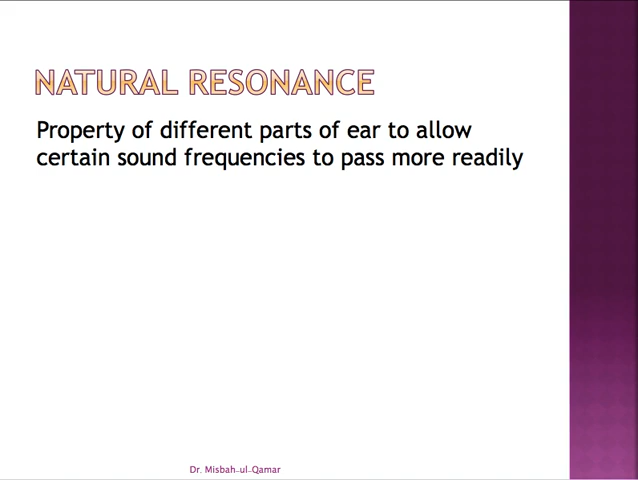 NATURAL RESONANCE
Property of different parts of ear to allow
certain sound frequencies to pass more readily
Dr. Misbah-ul-Qamar